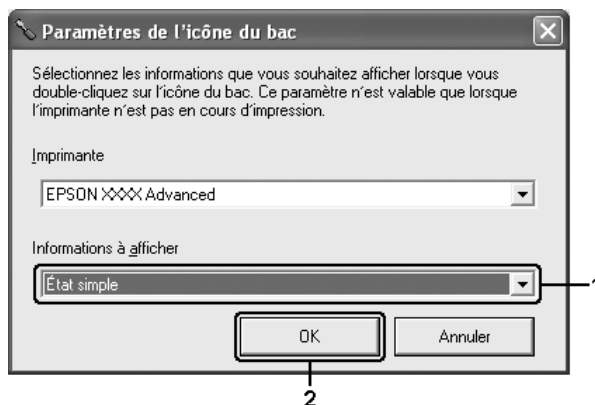 Paramètres de l'icône du bac
Sélectionnez les informations que vous souhaitez afficher lorsque vous
double-cliquez sur l'icône du bac. Ce paramètre n'est valable que lorsque
l'imprimante n'est pas en cours d'impression.
Imprimante
EPSON XXXX Advanced
Informations à afficher
État simple
1
OK
Annuler
2